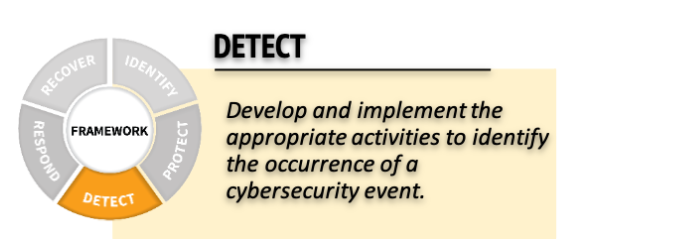 DETECT
RECOVER
IDENTIFY
FRAMEWORK
RESPOND
PROTECT
DETECT
Develop and implement the
appropriate activities to identify
the occurrence of a
cybersecurity event.